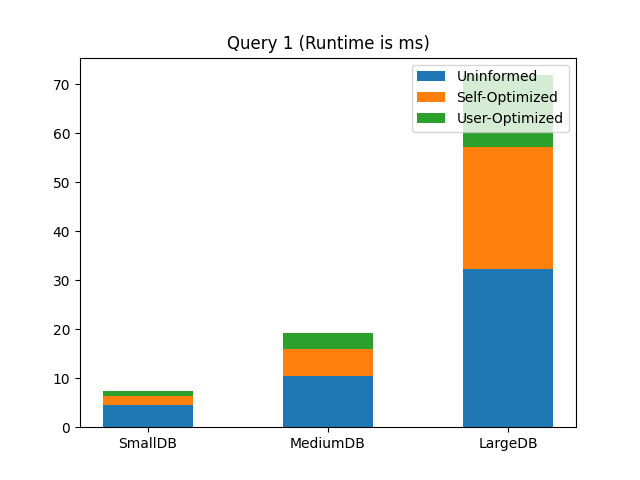 Query 1 (Runtime is ms)
Uninformed
Self-Optimized
User-Optimized
70
60
50
40
30
20
10
0
SmallDB
MediumDB
LargeDB